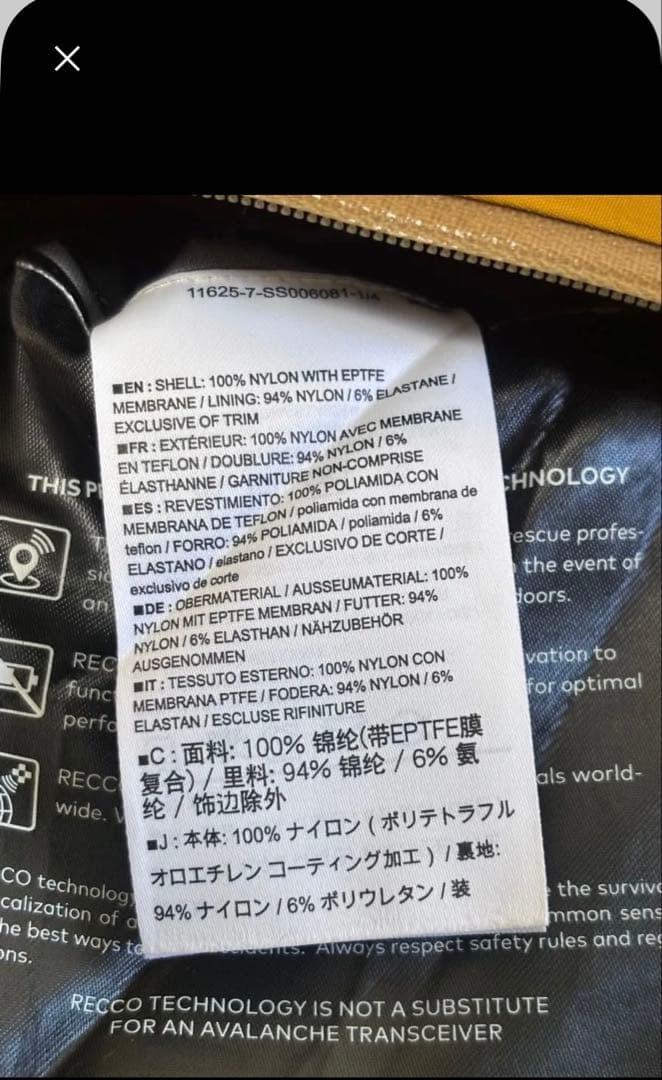 11625-7-SS006081-1/4
■EN : SHELL: 100% NYLON WITH EPTFE
MEMBRANE / LINING: 94% NYLON / 6% ELASTANE /
EXCLUSIVE OF TRIM
■FR : EXTÉRIEUR: 100% NYLON AVEC MEMBRANE
EN TEFLON / DOUBLURE: 94% NYLON / 6%
ÉLASTHANNE / GARNITURE NON-COMPRISE
■ES : REVESTIMIENTO: 100% POLIAMIDA CON
MEMBRANA DE TEFLON / poliamida con membrana de
teflon / FORRO: 94% POLIAMIDA / poliamida / 6%
ELASTANO / elastano / EXCLUSIVO DE CORTE /
exclusivo de corte
■DE : OBERMATERIAL / AUSSEUMATERIAL: 100%
NYLON MIT EPTFE MEMBRAN / FUTTER: 94%
NYLON / 6% ELASTHAN / NÄHZUBEHÖR
AUSGENOMMEN
■IT : TESSUTO ESTERNO: 100% NYLON CON
MEMBRANA PTFE / FODERA: 94% NYLON / 6%
ELASTAN / ESCLUSE RIFINITURE
■C : 面料: 100% 锦纶(带EPTFE膜
复合) / 里料: 94% 锦纶 / 6% 氨
纶 / 饰边除外
■J : 本体: 100% ナイロン ( ポリテトラフル
オロエチレン コーティング加工 ) / 裏地:
94% ナイロン / 6% ポリウレタン / 装
THIS
CHNOLOGY
escue profes-
the event of
doors.
an
REC
vation to
func
for optimal
perfo
RECC
als world-
wide.
CO technology
the surviv
calization of a
mmon sens
he best ways to
Always respect safety rules and reg
ons.
RECCO TECHNOLOGY IS NOT A SUBSTITUTE
FOR AN AVALANCHE TRANSCEIVER